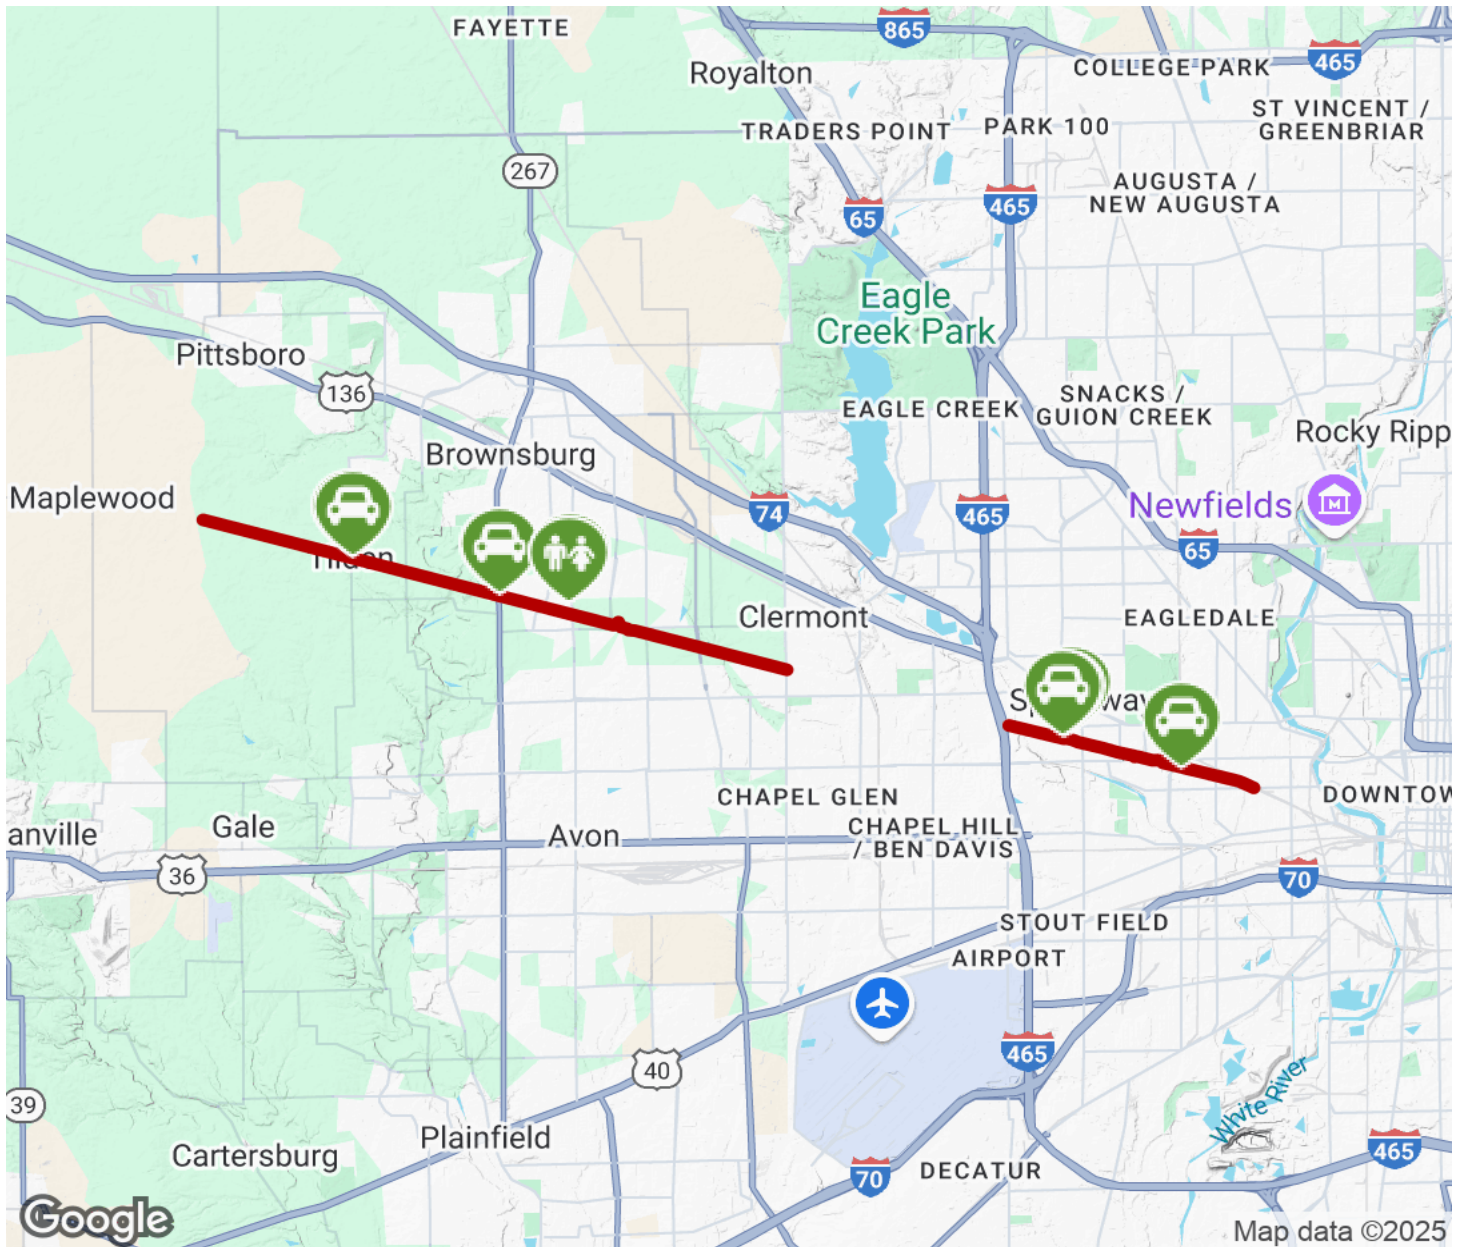 FAYETTE
865
465
Royalton
COLLEGE PARK
ST VINCENT /
GREENBRIAR
TRADERS POINT
PARK 100
267
AUGUSTA /
NEW AUGUSTA
65
465
Eagle
Creek Park
Pittsboro
136
SNACKS /
GUION CREEK
EAGLE CREEK
Rocky Ripp
Brownsburg
Maplewood
74
465
Newfields
M
65
Clermont
EAGLEDALE
CHAPEL GLEN
DOWNTOW
anville
Gale
Avon
CHAPEL HILL
/ BEN DAVIS
36
70
STOUT FIELD
AIRPORT
465
40
39
White River
Plainfield
Cartersburg
465
70
DECATUR
Google
Map data ©2025